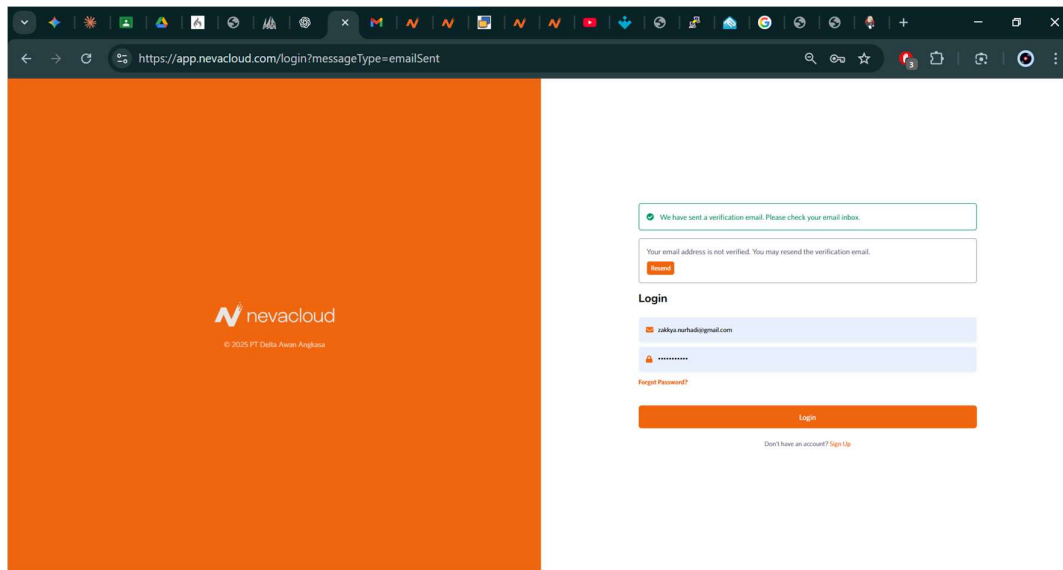 https://app.nevacloud.com/login?messageType=emailSent
3
We have sent a verification email. Please check your email inbox.
Your email address is not verified. You may resend the verification email.
Resend
nevacloud
© 2025 PT Delta Awan Angkasa
Login
zakkya.nurhadi@gmail.com
•••••••••••
Forgot Password?
Login
Don't have an account? Sign Up